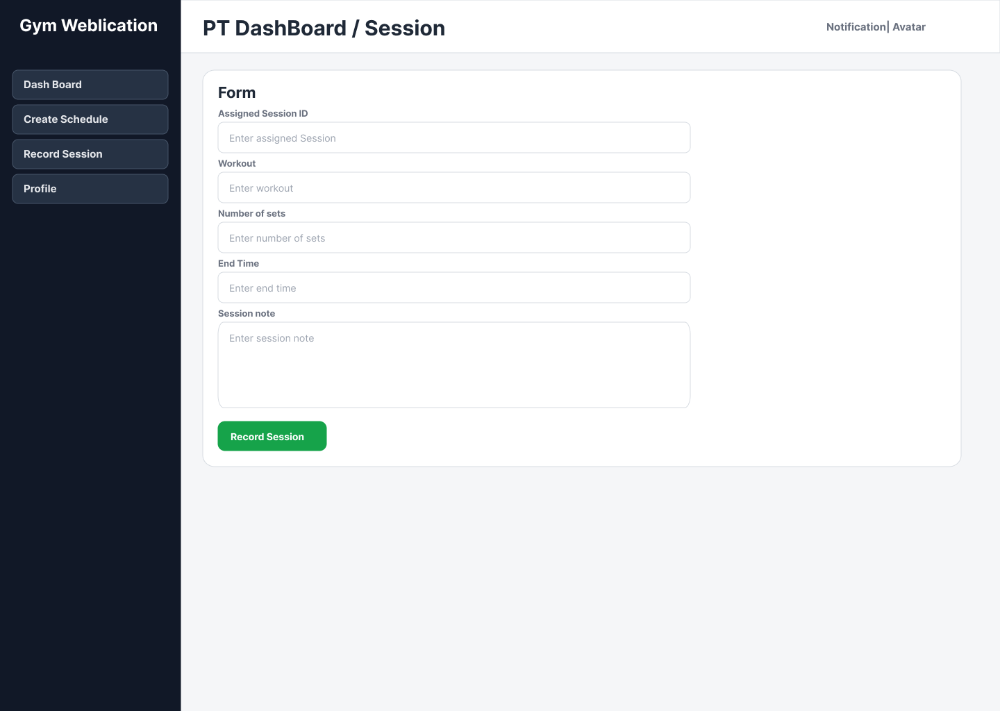 Gym Weblication
Dash Board
Create Schedule
Record Session
Profile
PT DashBoard / Session
Notification| Avatar
Form
Assigned Session ID
Enter assigned Session
Workout
Enter workout
Number of sets
Enter number of sets
End Time
Enter end time
Session note
Enter session note
Record Session